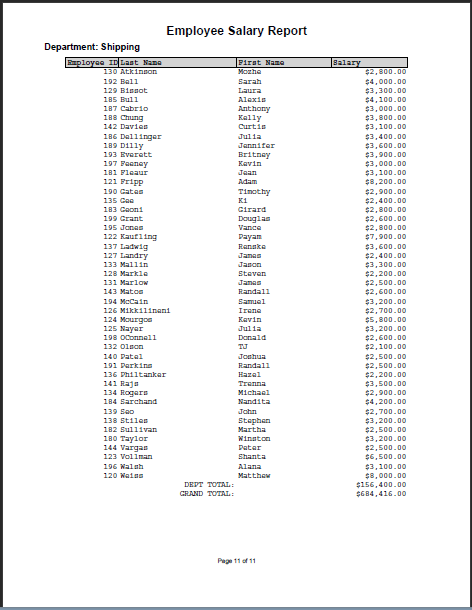 Employee Salary Report
Department: Shipping
Employee ID Last Name First Name Salary
130 Atkinson Mozhe $2,800.00
192 Bell Sarah $4,000.00
129 Bissot Laura $3,300.00
185 Bull Alexis $4,100.00
187 Cabrio Anthony $3,000.00
188 Chung Kelly $3,800.00
142 Davies Curtis $3,100.00
186 Dellinger Julia $3,400.00
189 Dilly Jennifer $3,600.00
193 Everett Britney $3,900.00
197 Feeney Kevin $3,000.00
181 Fleaur Jean $3,100.00
121 Fripp Adam $8,200.00
190 Gates Timothy $2,900.00
135 Gee Ki $2,400.00
183 Geoni Girard $2,800.00
199 Grant Douglas $2,600.00
195 Jones Vance $2,800.00
122 Kaufling Payam $7,900.00
137 Ladwig Renske $3,600.00
127 Landry James $2,400.00
133 Mallin Jason $3,300.00
128 Markle Steven $2,200.00
131 Marlow James $2,500.00
143 Matos Randall $2,600.00
194 McCain Samuel $3,200.00
126 Mikkilineni Irene $2,700.00
124 Mourgos Kevin $5,800.00
125 Nayer Julia $3,200.00
198 OConnell Donald $2,600.00
132 Olson TJ $2,100.00
140 Patel Joshua $2,500.00
191 Perkins Randall $2,500.00
136 Philtanker Hazel $2,200.00
141 Rajs Trenna $3,500.00
134 Rogers Michael $2,900.00
184 Sarchand Nandita $4,200.00
139 Seo John $2,700.00
138 Stiles Stephen $3,200.00
182 Sullivan Martha $2,500.00
180 Taylor Winston $3,200.00
144 Vargas Peter $2,500.00
123 Vollman Shanta $6,500.00
196 Walsh Alana $3,100.00
120 Weiss Matthew $8,000.00
DEPT TOTAL: $156,400.00
GRAND TOTAL: $684,416.00
Page 11 of 11